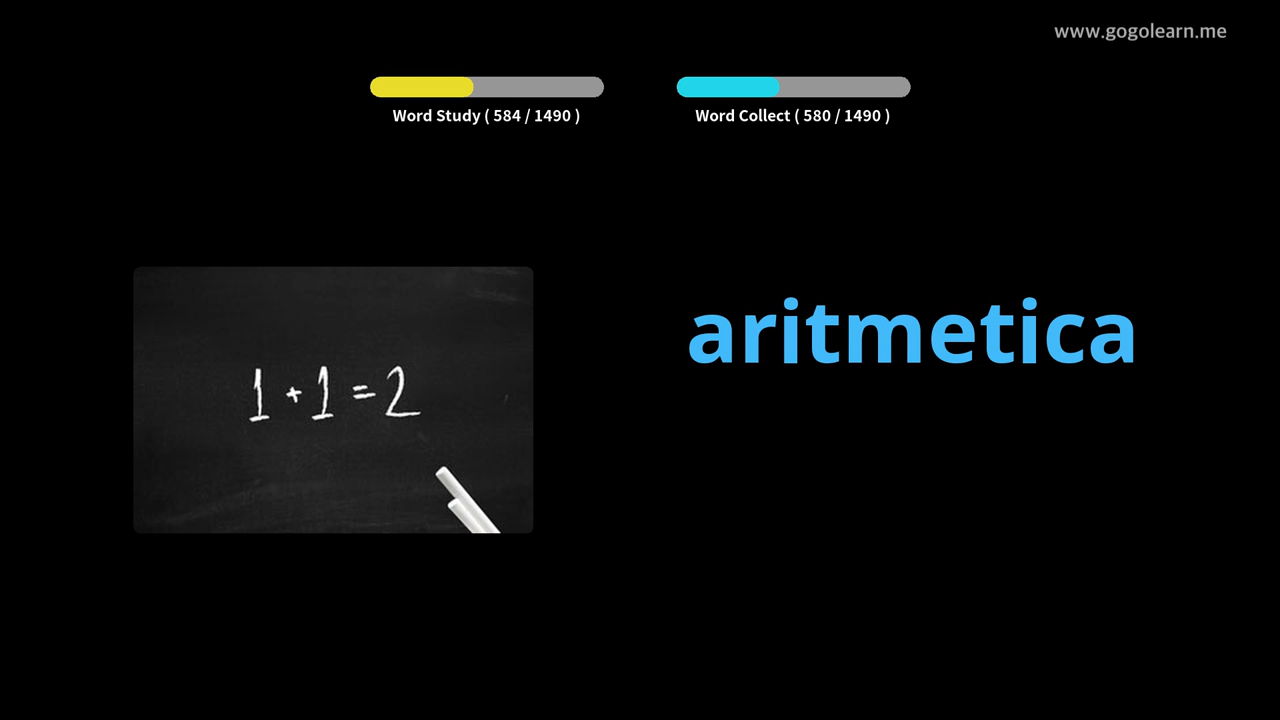 www.gogolearn.me
Word Study ( 584 / 1490 )
Word Collect ( 580 / 1490 )
aritmetica
1 + 1 = 2